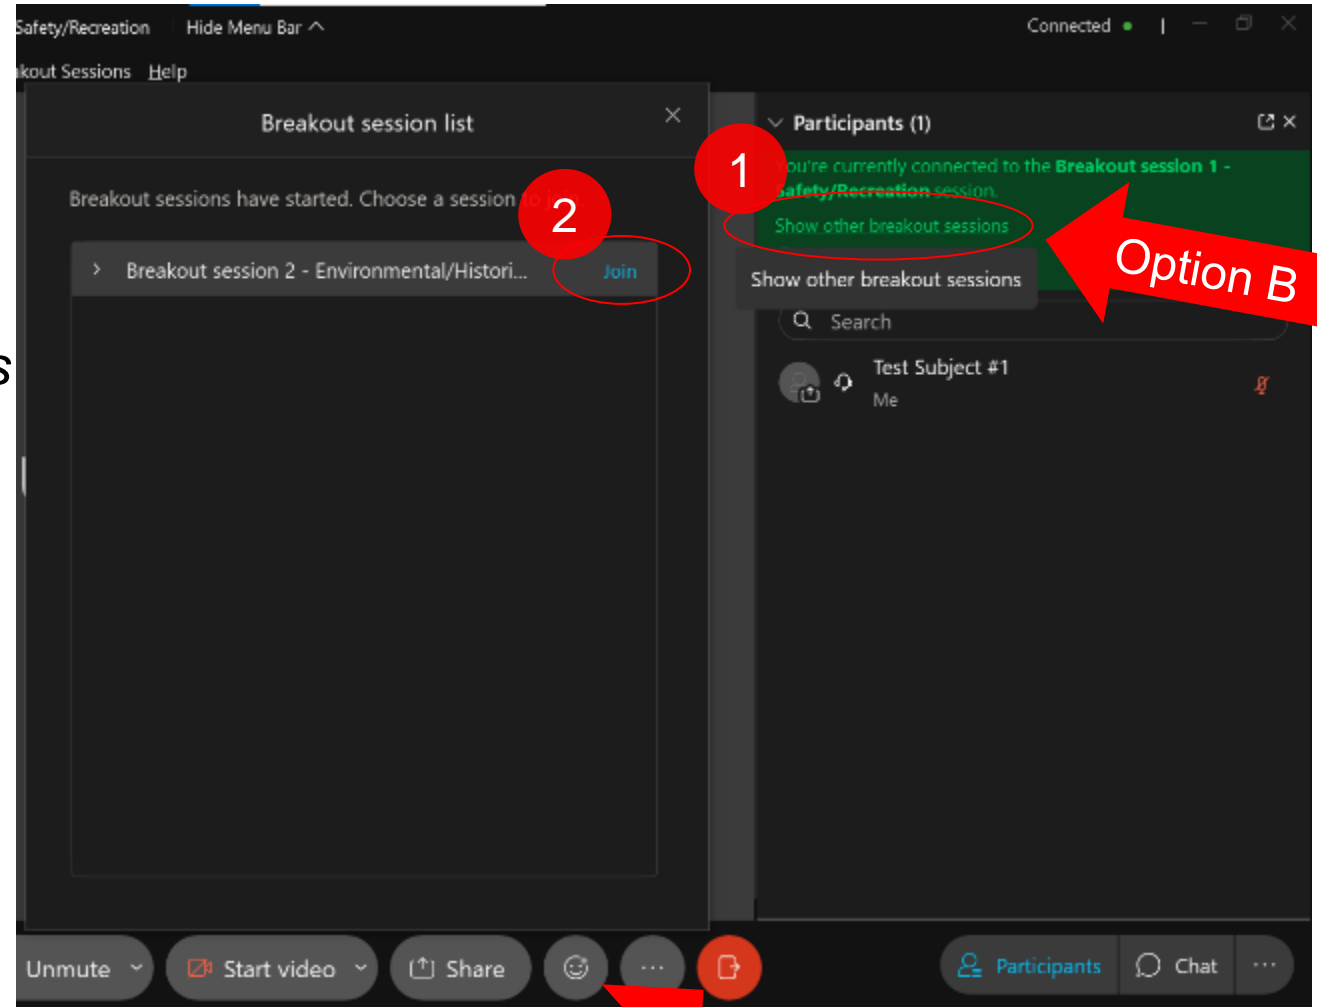 Safety/Recreation Hide Menu Bar
Connected
kout Sessions Help
Breakout session list
Breakout sessions have started. Choose a session to
2
Breakout session 2 - Environmental/Histori... Join
s
Participants (1)
1
You're currently connected to the Breakout session 1 -
Safety/Recreation session.
Show other breakout sessions
Option B
Show other breakout sessions
Search
Test Subject #1
Me
Unmute Start video Share ... Participants Chat ...